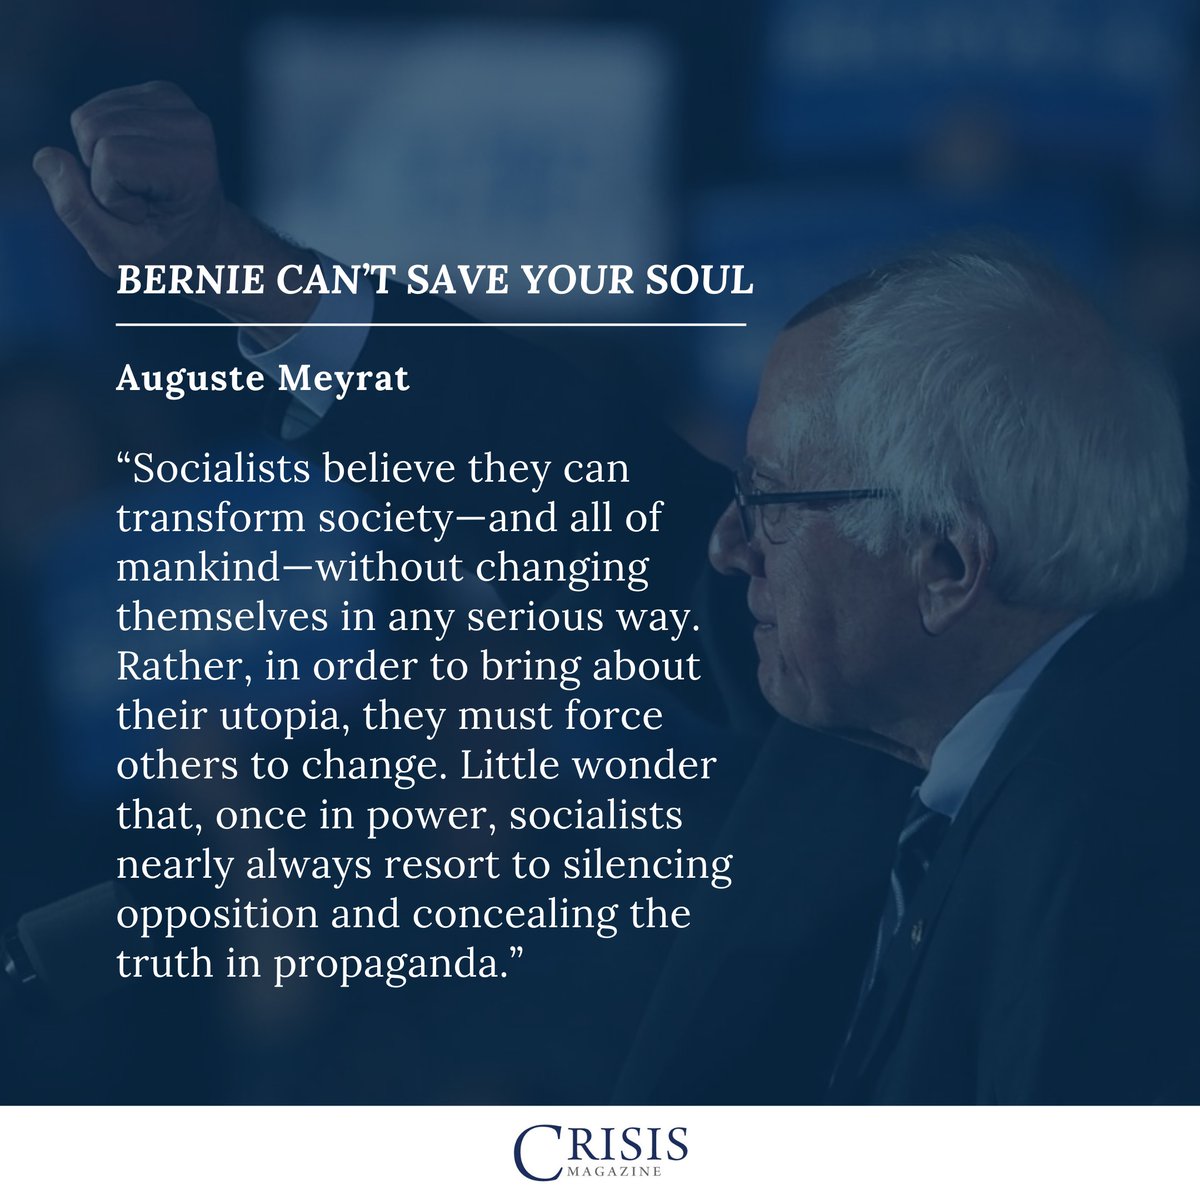 BERNIE CAN'T SAVE YOUR SOUL
Auguste Meyrat
“Socialists believe they can
transform society—and all of
mankind—without changing
themselves in any serious way.
Rather, in order to bring about
their utopia, they must force
others to change. Little wonder
that, once in power, socialists
nearly always resort to silencing
opposition and concealing the
truth in propaganda.”
CRISIS
MAGAZINE